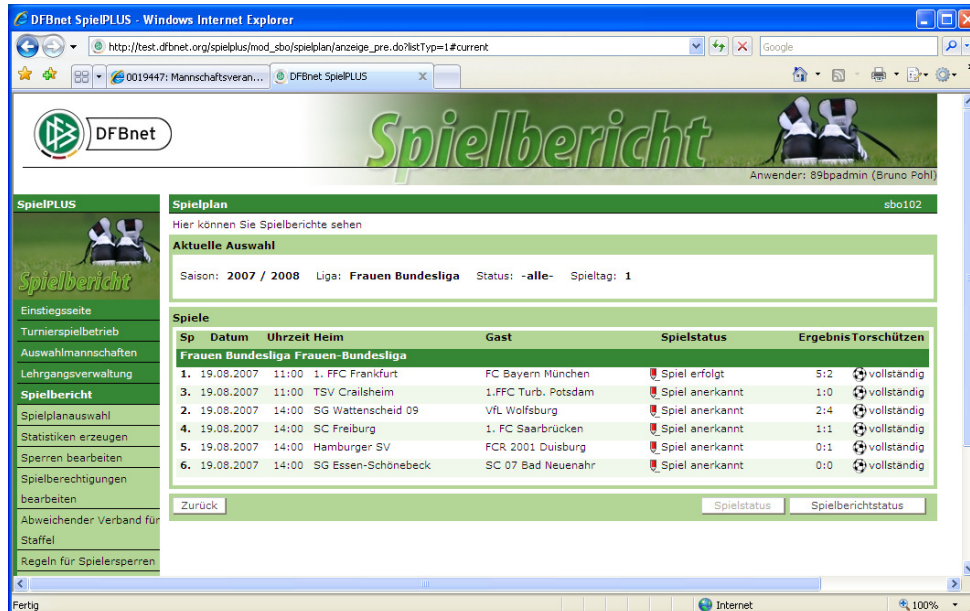 DFBnet SpielPLUS - Windows Internet Explorer
http://test.dfbnet.org/spielplus/mod_sbo/spielplan/anzeige_pre.do?listTyp=1#current
Google
0019447: Mannschaftsveran...
DFBnet SpielPLUS
DFBnet
Spielbericht
Anwender: 89bpadmin (Bruno Pohl)
SpielPLUS
Spielbericht
Einstiegsseite
Turnierspielbetrieb
Auswahlmannschaften
Lehrgangsverwaltung
Spielbericht
Spielplanauswahl
Statistiken erzeugen
Sperren bearbeiten
Spielberechtigungen
bearbeiten
Abweichender Verband für
Staffel
Regeln für Spielersperren
Spielplan sbo102
Hier können Sie Spielberichte sehen
Aktuelle Auswahl
Saison: 2007 / 2008 Liga: Frauen Bundesliga Status: -alle- Spieltag: 1
Spiele
Sp Datum Uhrzeit Heim Gast Spielstatus Ergebnis Torschützen
Frauen Bundesliga Frauen-Bundesliga
1. 19.08.2007 11:00 1. FFC Frankfurt FC Bayern München Spiel erfolgt 5:2 vollständig
3. 19.08.2007 11:00 TSV Crailsheim 1.FFC Turb. Potsdam Spiel anerkannt 1:0 vollständig
2. 19.08.2007 14:00 SG Wattenscheid 09 VfL Wolfsburg Spiel anerkannt 2:4 vollständig
4. 19.08.2007 14:00 SC Freiburg 1. FC Saarbrücken Spiel anerkannt 1:1 vollständig
5. 19.08.2007 14:00 Hamburger SV FCR 2001 Duisburg Spiel anerkannt 0:1 vollständig
6. 19.08.2007 14:00 SG Essen-Schönebeck SC 07 Bad Neuenahr Spiel anerkannt 0:0 vollständig
Zurück Spielstatus Spielberichtstatus
Fertig Internet 100%